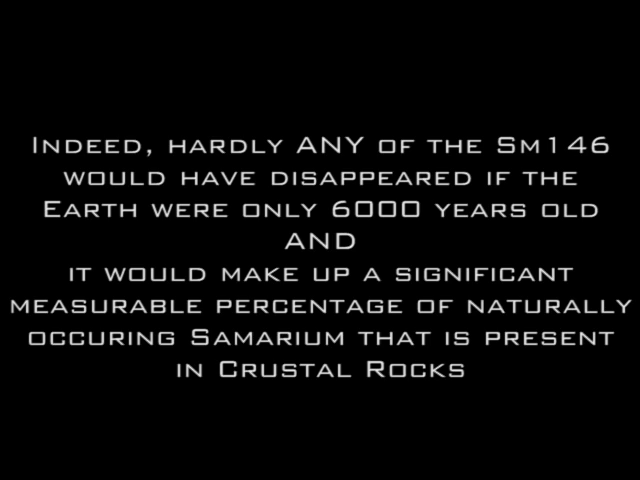 Indeed, hardly ANY of the Sm146
would have disappeared if the
Earth were only 6000 years old
AND
it would make up a significant
measurable percentage of naturally
occuring Samarium that is present
in Crustal Rocks